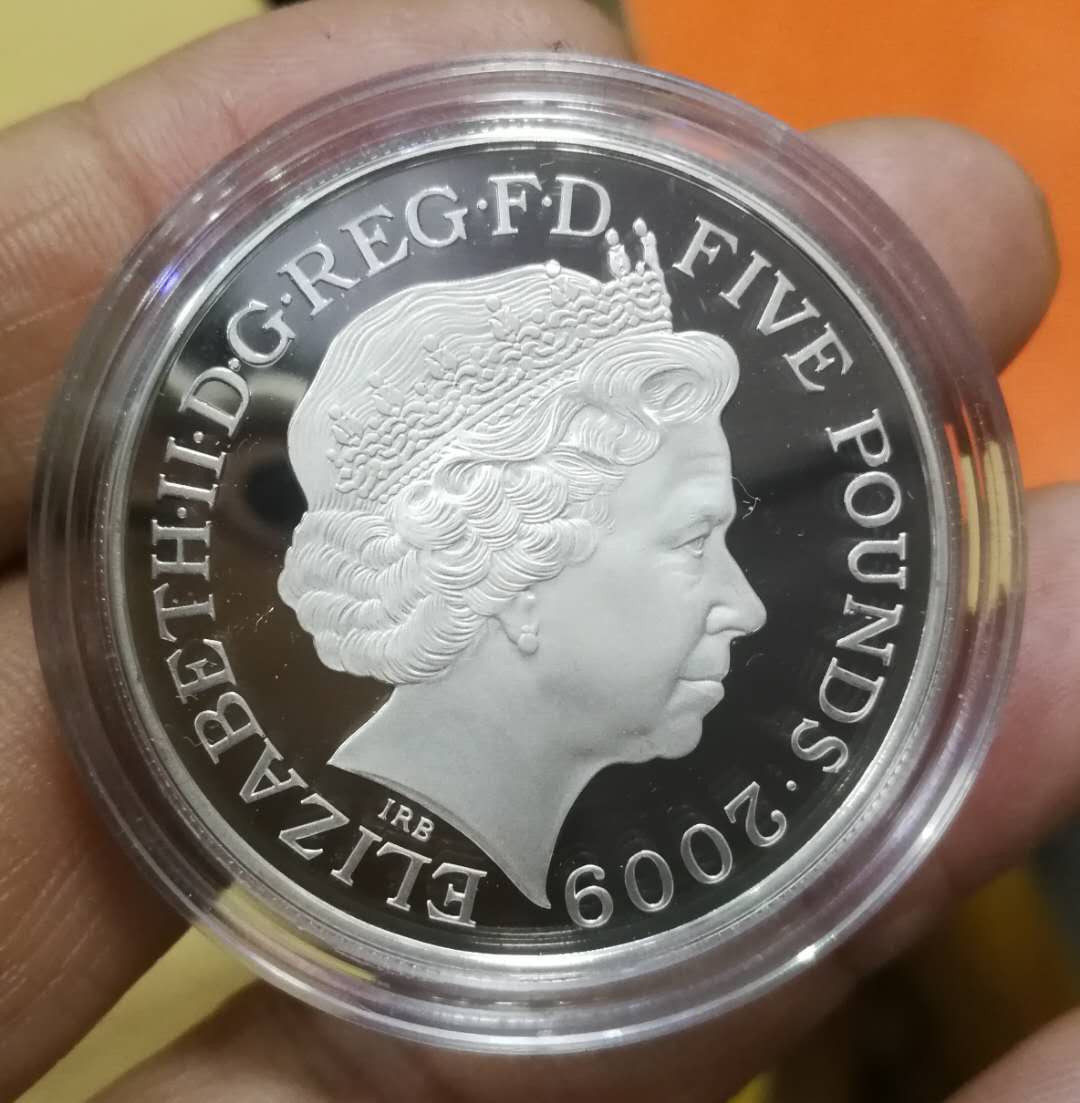 ELIZABETH·II·D·G·REG·F·D FIVE POUNDS·2009
IRB